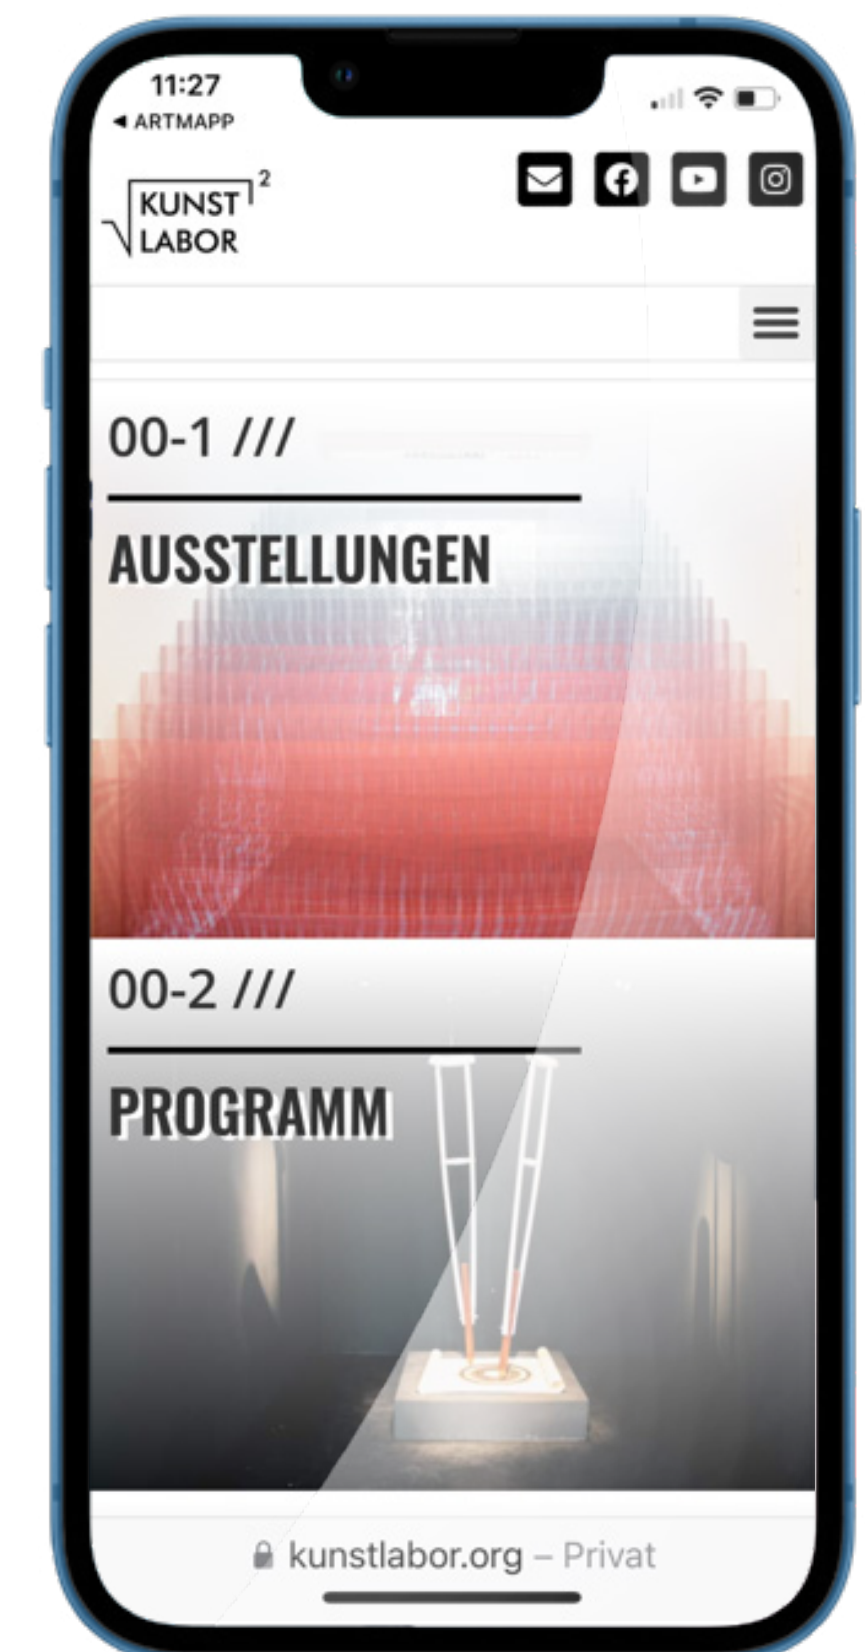 11:27
◀ ARTMAPP
KUNST 2
LABOR
00-1 ///
AUSSTELLUNGEN
00-2 ///
PROGRAMM
kunstlabor.org – Privat